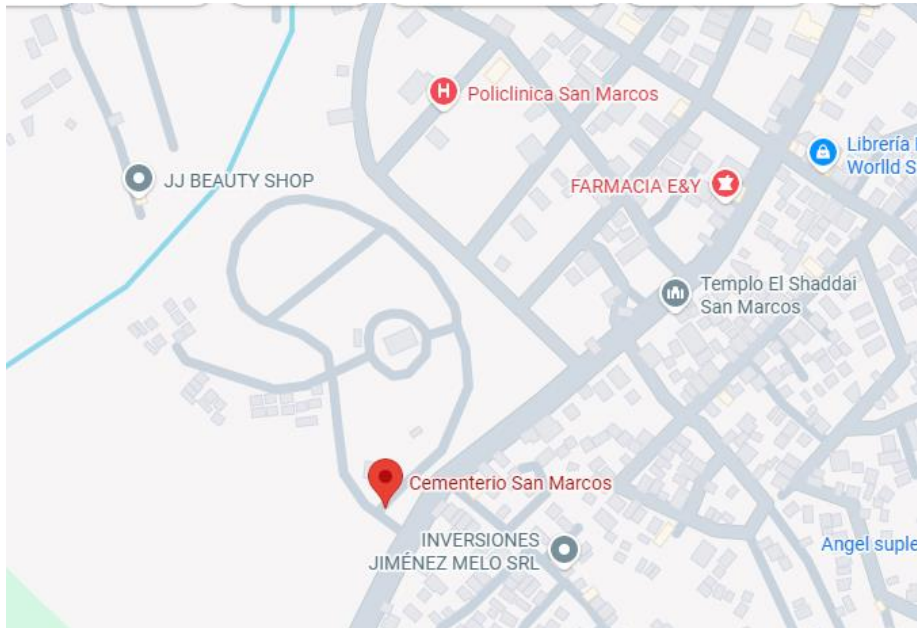 H
Policlinica San Marcos
Librería
Worlld S
JJ BEAUTY SHOP
FARMACIA E&Y
Templo El Shaddai
San Marcos
Cementerio San Marcos
INVERSIONES
JIMÉNEZ MELO SRL
Angel suple